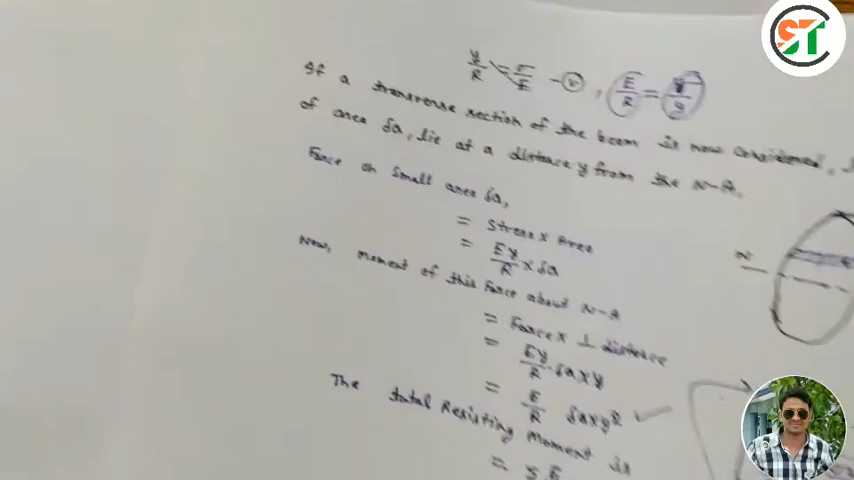 y/R = σ/E - (v), E/R = σ/y
If a transverse section of the beam is now considered,
of area δa, lie at a distance y from the N-A.
Force on small area δa,
= Stress x Area
= Ey/R x δa
Now, Moment of this Force about N-A
= Force x ⊥ distance
= Ey/R · δa x y
= E/R δa x y²
The total Resisting Moment is
N
ST